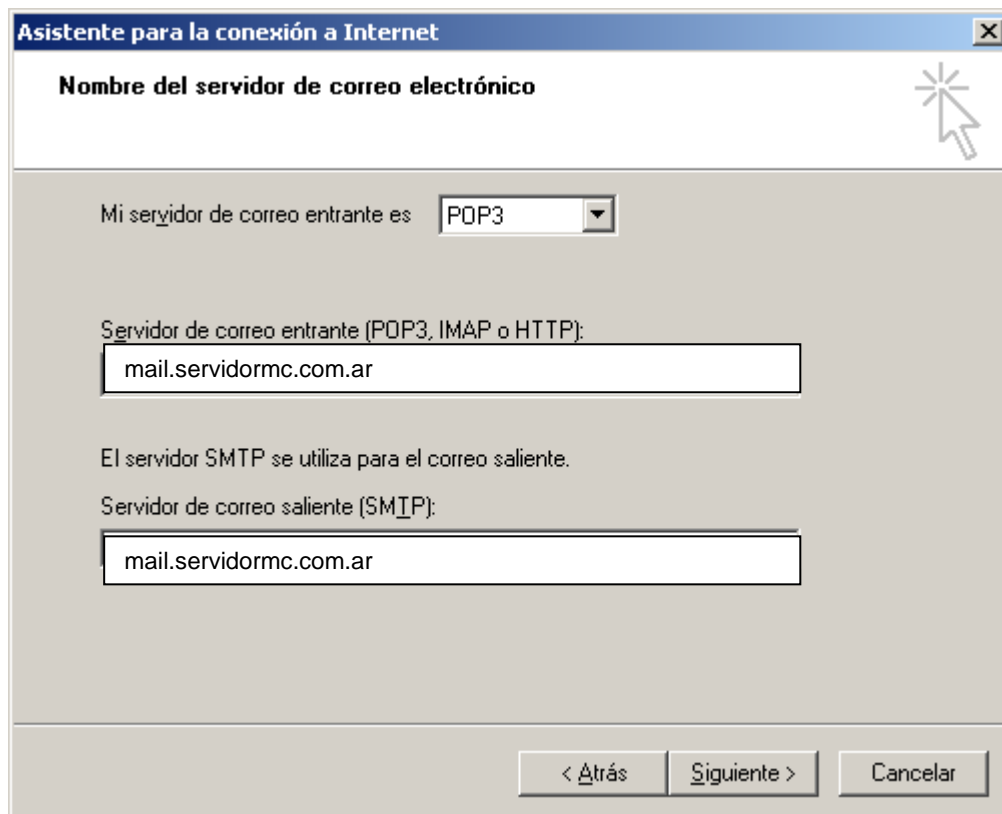 Asistente para la conexión a Internet
Nombre del servidor de correo electrónico
Mi servidor de correo entrante es POP3
Servidor de correo entrante (POP3, IMAP o HTTP):
mail.servidormc.com.ar
El servidor SMTP se utiliza para el correo saliente.
Servidor de correo saliente (SMTP):
mail.servidormc.com.ar
< Atrás Siguiente > Cancelar